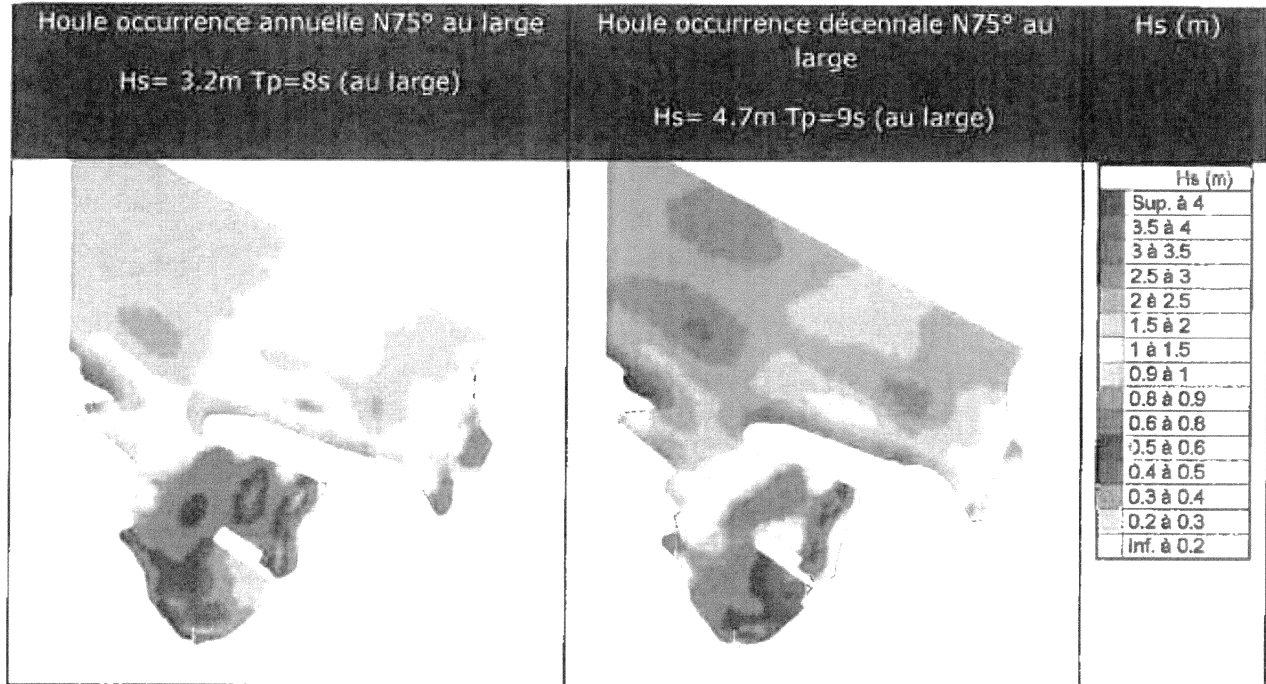 Houle occurrence annuelle N75° au large
Hs= 3.2m Tp=8s (au large)
Houle occurrence décennale N75° au
large
Hs= 4.7m Tp=9s (au large)
Hs (m)
Hs (m)
Sup. à 4
3.5 à 4
3 à 3.5
2.5 à 3
2 à 2.5
1.5 à 2
1 à 1.5
0.9 à 1
0.8 à 0.9
0.6 à 0.8
0.5 à 0.6
0.4 à 0.5
0.3 à 0.4
0.2 à 0.3
Inf. à 0.2